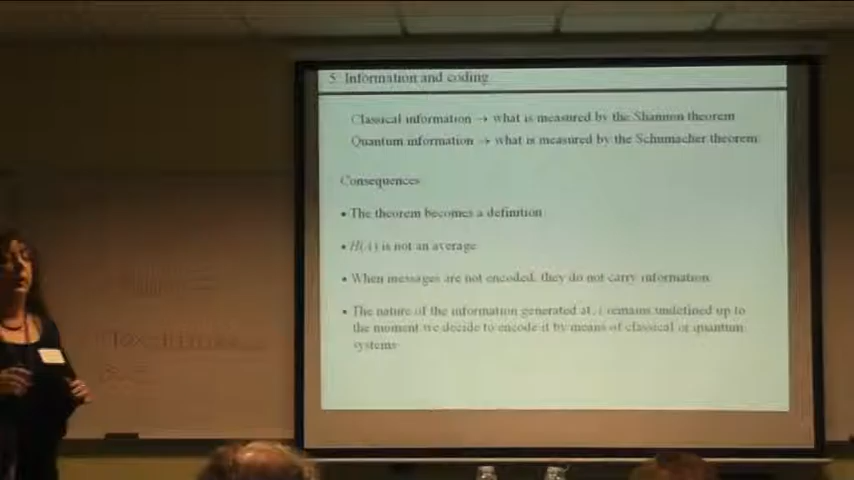 5. Information and coding
Classical information → what is measured by the Shannon theorem
Quantum information → what is measured by the Schumacher theorem
Consequences
• The theorem becomes a definition
• H(A) is not an average
• When messages are not encoded, they do not carry information
• The nature of the information generated at remains undefined up to
the moment we decide to encode it by means of classical or quantum
systems